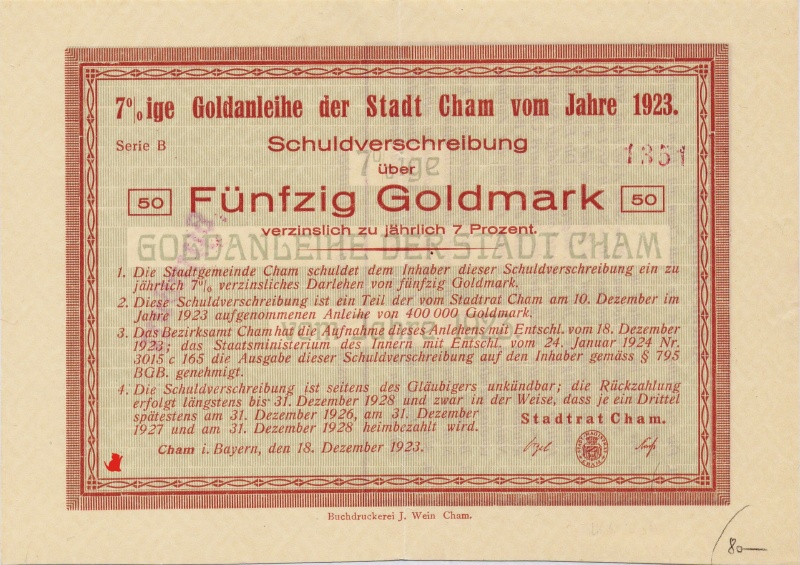 7% ige Goldanleihe der Stadt Cham vom Jahre 1923.
Serie B
Schuldverschreibung
1351
7% ige
über
50 Fünfzig Goldmark 50
verzinslich zu jährlich 7 Prozent.
GOLDANLEIHE DER STADT CHAM
1. Die Stadtgemeinde Cham schuldet dem Inhaber dieser Schuldverschreibung ein zu
jährlich 7% verzinsliches Darlehen von fünfzig Goldmark.
2. Diese Schuldverschreibung ist ein Teil der vom Stadtrat Cham am 10. Dezember im
Jahre 1923 aufgenommenen Anleihe von 400 000 Goldmark.
3. Das Bezirksamt Cham hat die Aufnahme dieses Anlehens mit Entschl. vom 18. Dezember
1923; das Staatsministerium des Innern mit Entschl. vom 24. Januar 1924 Nr.
3015 c 165 die Ausgabe dieser Schuldverschreibung auf den Inhaber gemäss § 795
BGB. genehmigt.
4. Die Schuldverschreibung ist seitens des Gläubigers unkündbar; die Rückzahlung
erfolgt längstens bis 31. Dezember 1928 und zwar in der Weise, dass je ein Drittel
spätestens am 31. Dezember 1926, am 31. Dezember
1927 und am 31. Dezember 1928 heimbezahlt wird.
Stadtrat Cham.
Cham i. Bayern, den 18. Dezember 1923.
Buchdruckerei J. Wein Cham.
80—